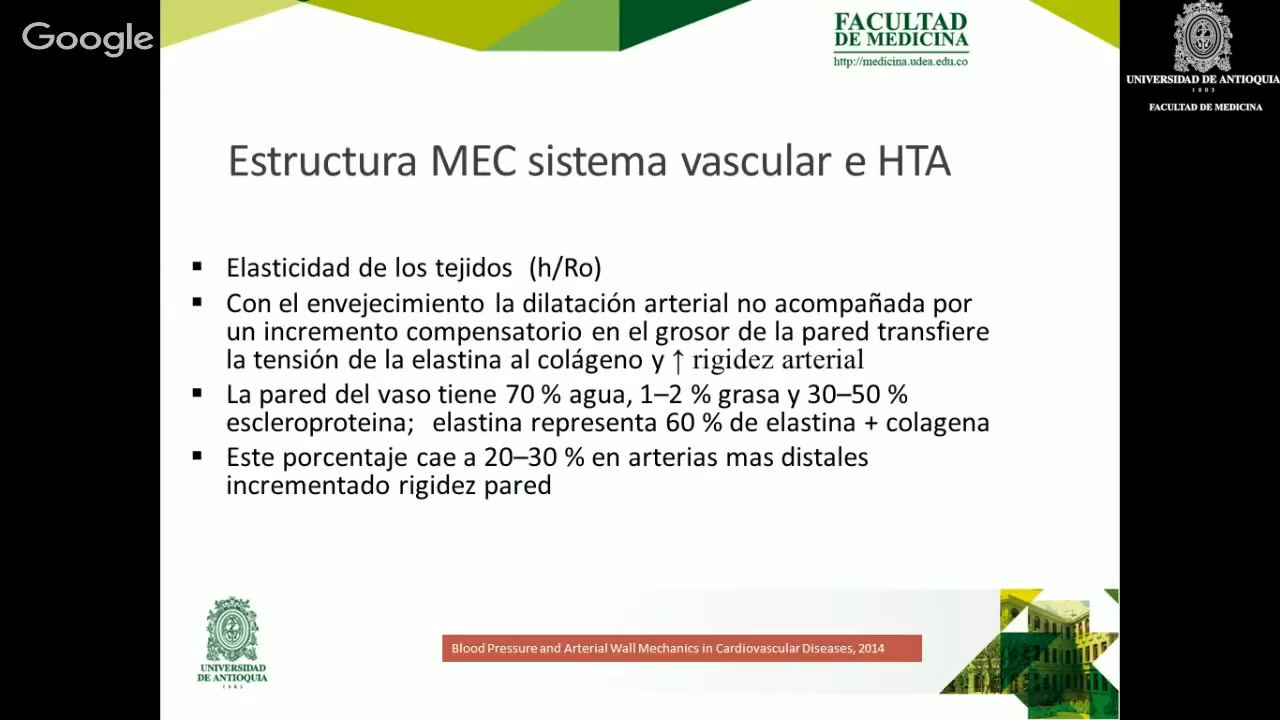 Google
FACULTAD
DE MEDICINA
http://medicina.udea.edu.co
UNIVERSIDAD DE ANTIOQUIA
1803
FACULTAD DE MEDICINA
Estructura MEC sistema vascular e HTA
▪ Elasticidad de los tejidos (h/Ro)
▪ Con el envejecimiento la dilatación arterial no acompañada por
un incremento compensatorio en el grosor de la pared transfiere
la tensión de la elastina al colágeno y ↑ rigidez arterial
▪ La pared del vaso tiene 70 % agua, 1–2 % grasa y 30–50 %
escleroproteina; elastina representa 60 % de elastina + colagena
▪ Este porcentaje cae a 20–30 % en arterias mas distales
incrementado rigidez pared
UNIVERSIDAD
DE ANTIOQUIA
1803
Blood Pressure and Arterial Wall Mechanics in Cardiovascular Diseases, 2014